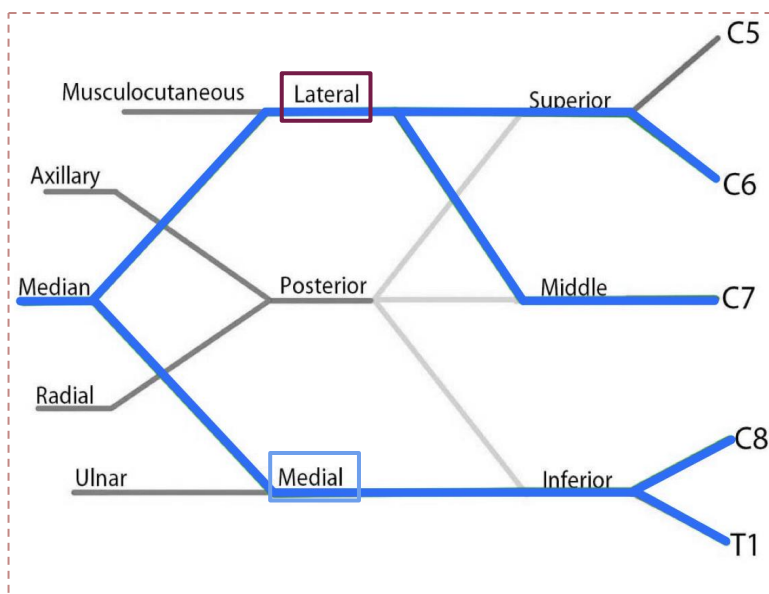 C5
Musculocutaneous
Lateral
Superior
Axillary
C6
Median
Posterior
Middle
C7
Radial
C8
Ulnar
Medial
Inferior
T1